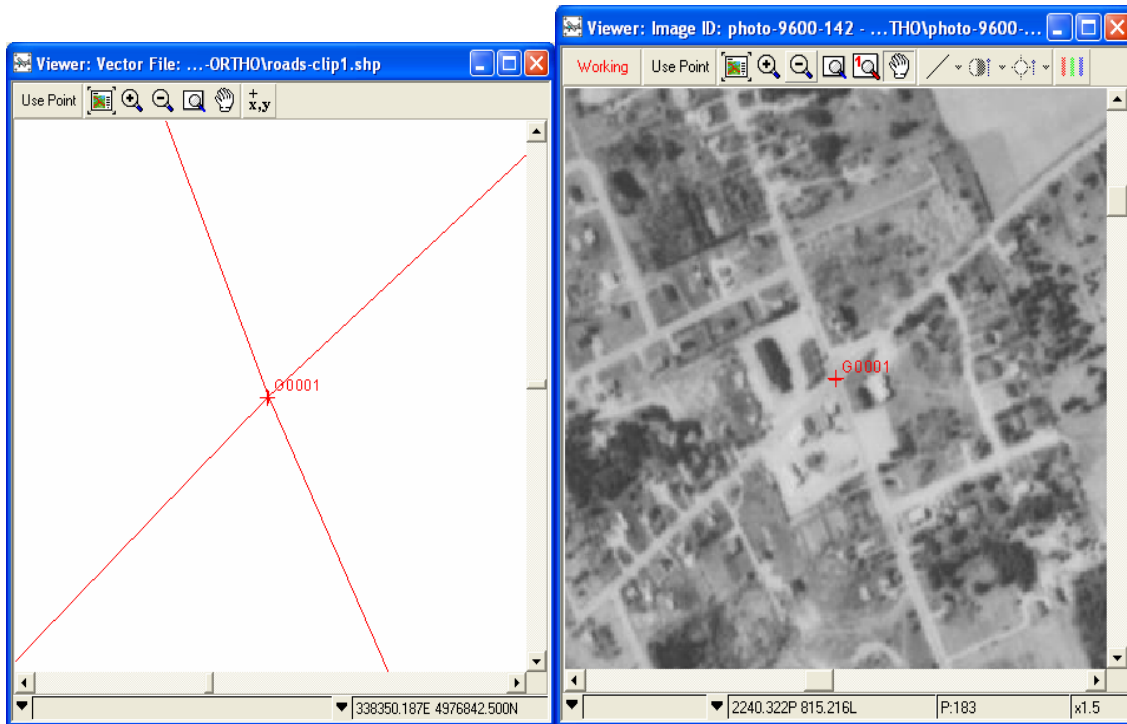 Viewer: Vector File: ...-ORTHO\roads-clip1.shp
Use Point
+
x,y
G0001
338350.187E 4976842.500N
Viewer: Image ID: photo-9600-142 - ...THO\photo-9600-...
Working
Use Point
1
G0001
2240.322P 815.216L
P:183
x1.5